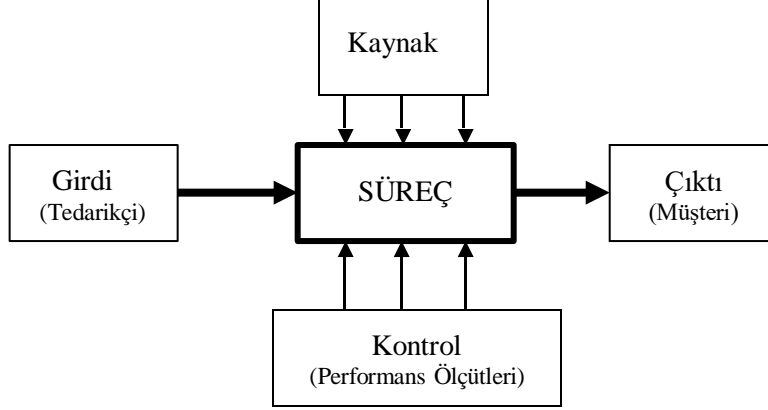 Kaynak
Girdi
(Tedarikçi)
SÜREÇ
Çıktı
(Müşteri)
Kontrol
(Performans Ölçütleri)